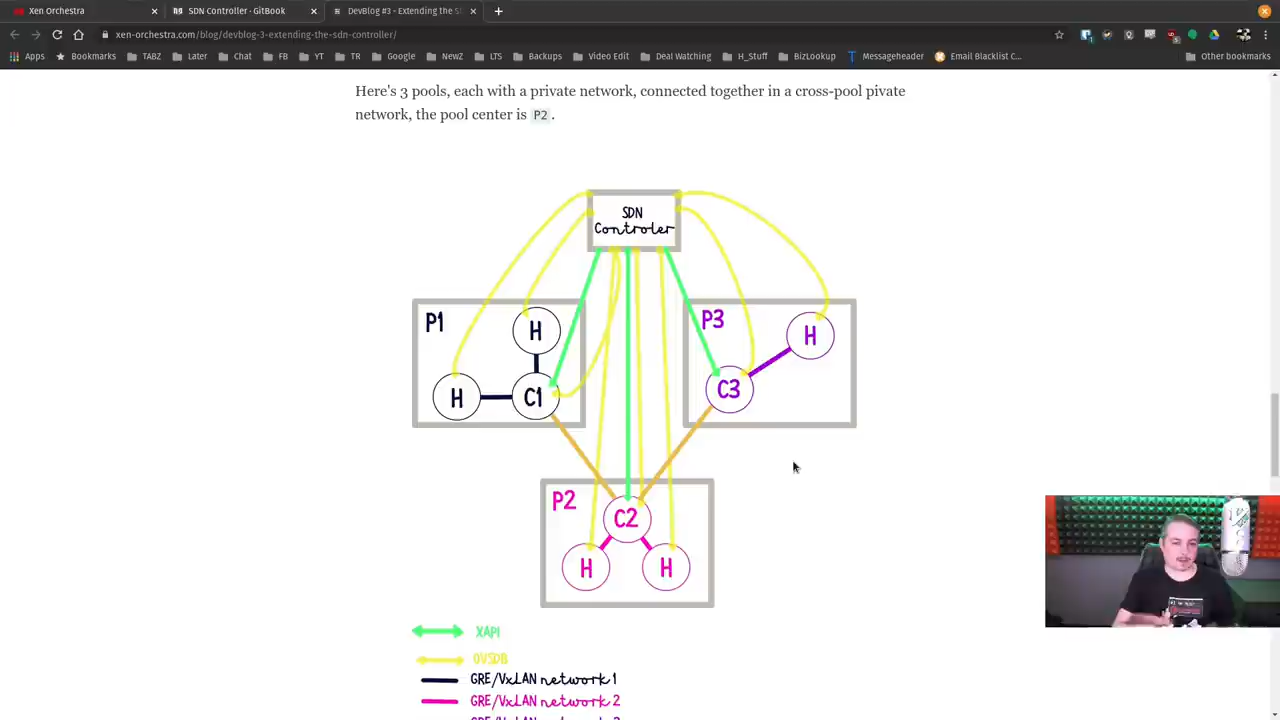 Xen Orchestra
SDN Controller - GitBook
DevBlog #3 - Extending the S
xen-orchestra.com/blog/devblog-3-extending-the-sdn-controller/
Apps Bookmarks TABZ Later Chat FB YT TR Google NewZ LTS Backups Video Edit Deal Watching H_Stuff BizLookup Messageheader Email Blacklist C... Other bookmarks
Here's 3 pools, each with a private network, connected together in a cross-pool pivate
network, the pool center is P2.
SDN
Controler
P1
H
H
C1
P3
H
C3
P2
C2
H
H
XAPI
OVSDB
GRE/VxLAN network 1
GRE/VxLAN network 2